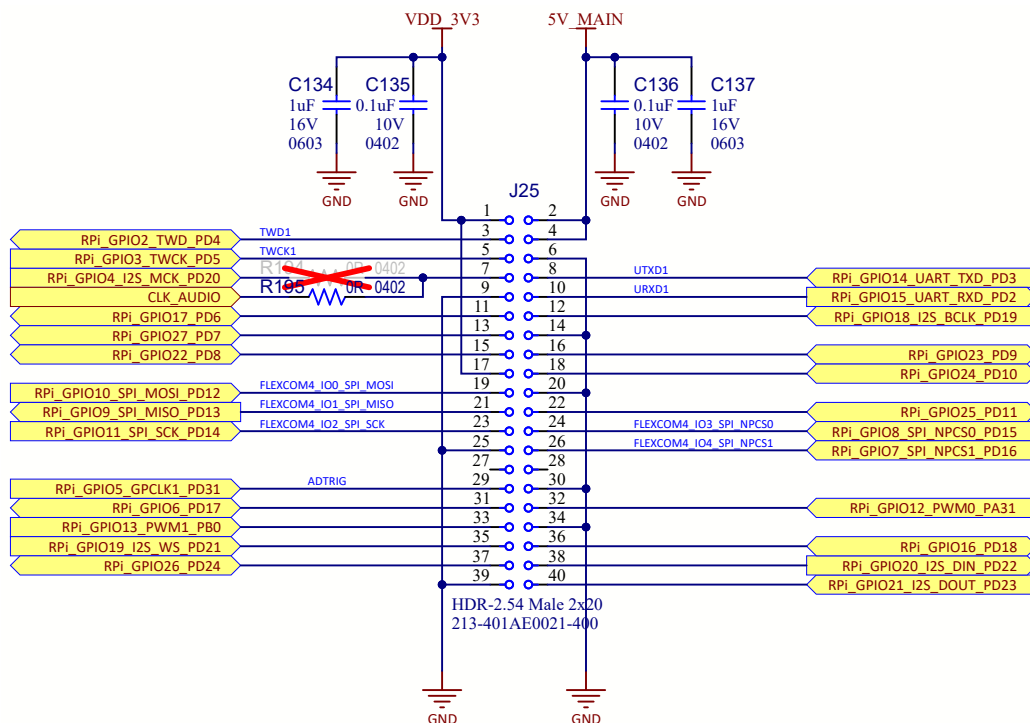 VDD_3V3
5V_MAIN
C134
1uF
16V
0603
C135
0.1uF
10V
0402
C136
0.1uF
10V
0402
C137
1uF
16V
0603
GND
GND
GND
GND
J25
1 2
3 4
5 6
7 8
9 10
11 12
13 14
15 16
17 18
19 20
21 22
23 24
25 26
27 28
29 30
31 32
33 34
35 36
37 38
39 40
RPi_GPIO2_TWD_PD4 TWD1
RPi_GPIO3_TWCK_PD5 TWCK1
R194 0R 0402
RPi_GPIO4_I2S_MCK_PD20
R195 0R 0402
CLK_AUDIO
RPi_GPIO17_PD6
RPi_GPIO27_PD7
RPi_GPIO22_PD8
RPi_GPIO10_SPI_MOSI_PD12 FLEXCOM4_IO0_SPI_MOSI
RPi_GPIO9_SPI_MISO_PD13 FLEXCOM4_IO1_SPI_MISO
RPi_GPIO11_SPI_SCK_PD14 FLEXCOM4_IO2_SPI_SCK
RPi_GPIO5_GPCLK1_PD31 ADTRIG
RPi_GPIO6_PD17
RPi_GPIO13_PWM1_PB0
RPi_GPIO19_I2S_WS_PD21
RPi_GPIO26_PD24
UTXD1 RPi_GPIO14_UART_TXD_PD3
URXD1 RPi_GPIO15_UART_RXD_PD2
RPi_GPIO18_I2S_BCLK_PD19
RPi_GPIO23_PD9
RPi_GPIO24_PD10
RPi_GPIO25_PD11
FLEXCOM4_IO3_SPI_NPCS0 RPi_GPIO8_SPI_NPCS0_PD15
FLEXCOM4_IO4_SPI_NPCS1 RPi_GPIO7_SPI_NPCS1_PD16
RPi_GPIO12_PWM0_PA31
RPi_GPIO16_PD18
RPi_GPIO20_I2S_DIN_PD22
RPi_GPIO21_I2S_DOUT_PD23
HDR-2.54 Male 2x20
213-401AE0021-400
GND
GND